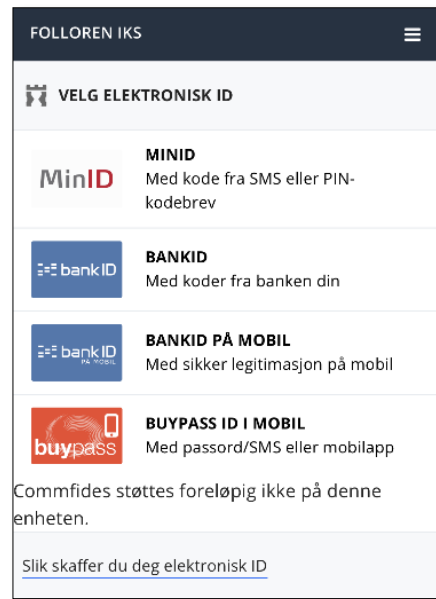 FOLLOREN IKS
VELG ELEKTRONISK ID
MinID
MINID
Med kode fra SMS eller PIN-
kodebrev
bankID
BANKID
Med koder fra banken din
bankID
PÅ MOBIL
BANKID PÅ MOBIL
Med sikker legitimasjon på mobil
buypass
BUYPASS ID I MOBIL
Med passord/SMS eller mobilapp
Commfides støttes foreløpig ikke på denne
enheten.
Slik skaffer du deg elektronisk ID